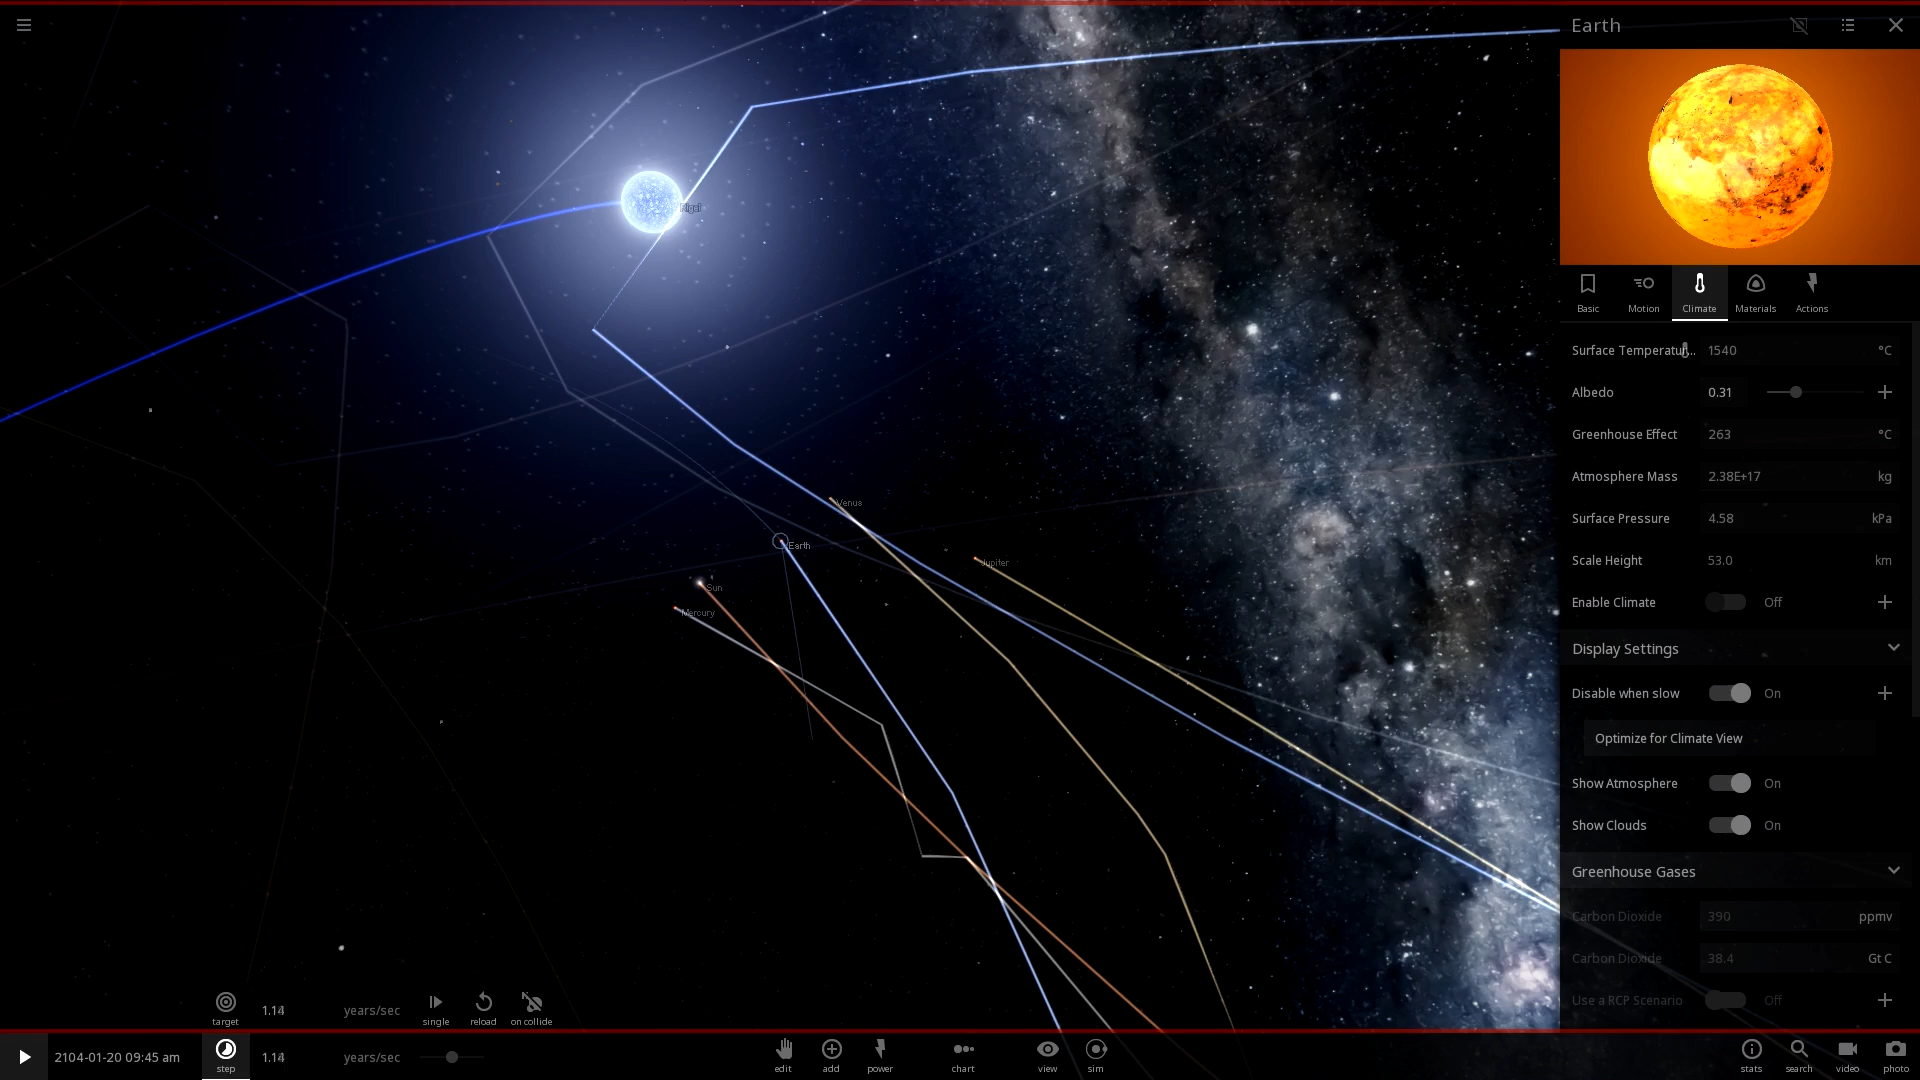 Earth
Rigel
Venus
Earth
Jupiter
Sun
Mercury
Basic
Motion
Climate
Materials
Actions
Surface Temperatur... 1540 °C
Albedo 0.31
Greenhouse Effect 263 °C
Atmosphere Mass 2.38E+17 kg
Surface Pressure 4.58 kPa
Scale Height 53.0 km
Enable Climate Off
Display Settings
Disable when slow On
Optimize for Climate View
Show Atmosphere On
Show Clouds On
Greenhouse Gases
Carbon Dioxide 390 ppmv
Carbon Dioxide 38.4 Gt C
Use a RCP Scenario Off
target
1.14 years/sec
single
reload
on collide
2104-01-20 09:45 am
step
1.14 years/sec
edit
add
power
chart
view
sim
stats
search
video
photo